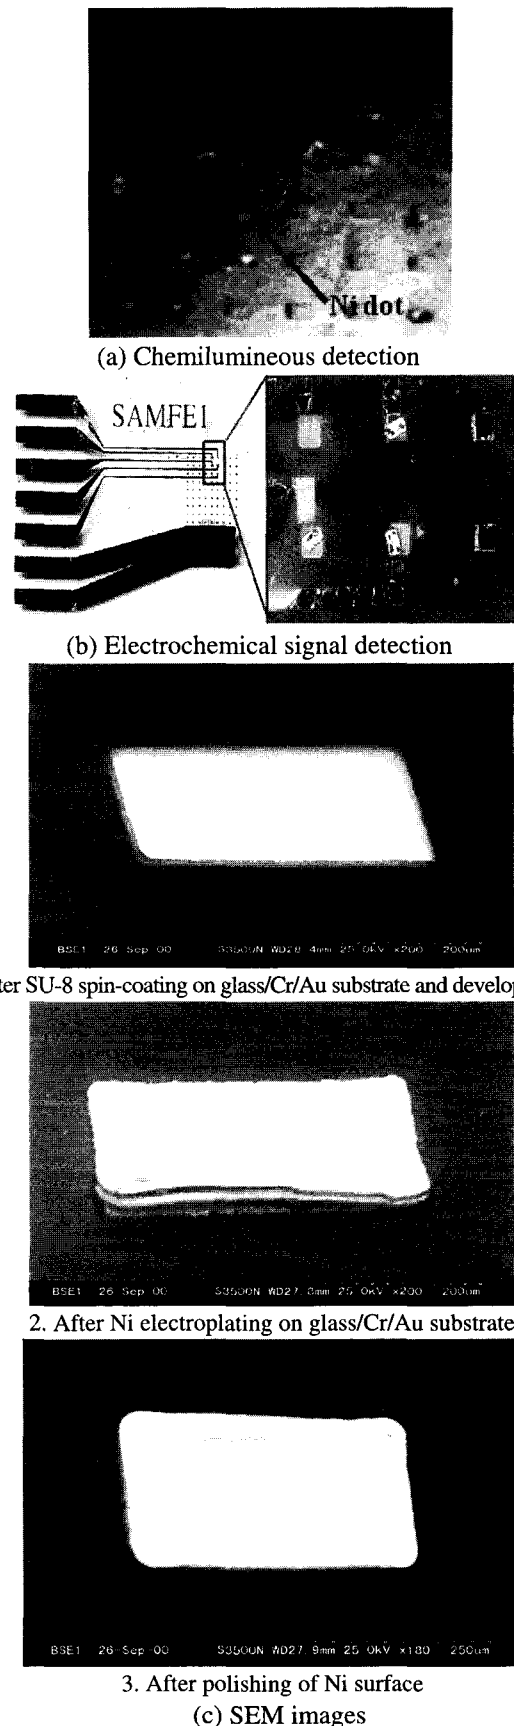 Ni dot
(a) Chemilumineous detection
SAMFE1
(b) Electrochemical signal detection
BSE1 26 Sep 00 S3500N WD28.4mm 25.0kV x200 200um
ter SU-8 spin-coating on glass/Cr/Au substrate and develop
BSE1 26 Sep 00 S3500N WD27.8mm 25.0kV x200 200um
2. After Ni electroplating on glass/Cr/Au substrate
BSE1 26-Sep-00 S3500N WD27.9mm 25.0kV x180 250um
3. After polishing of Ni surface
(c) SEM images